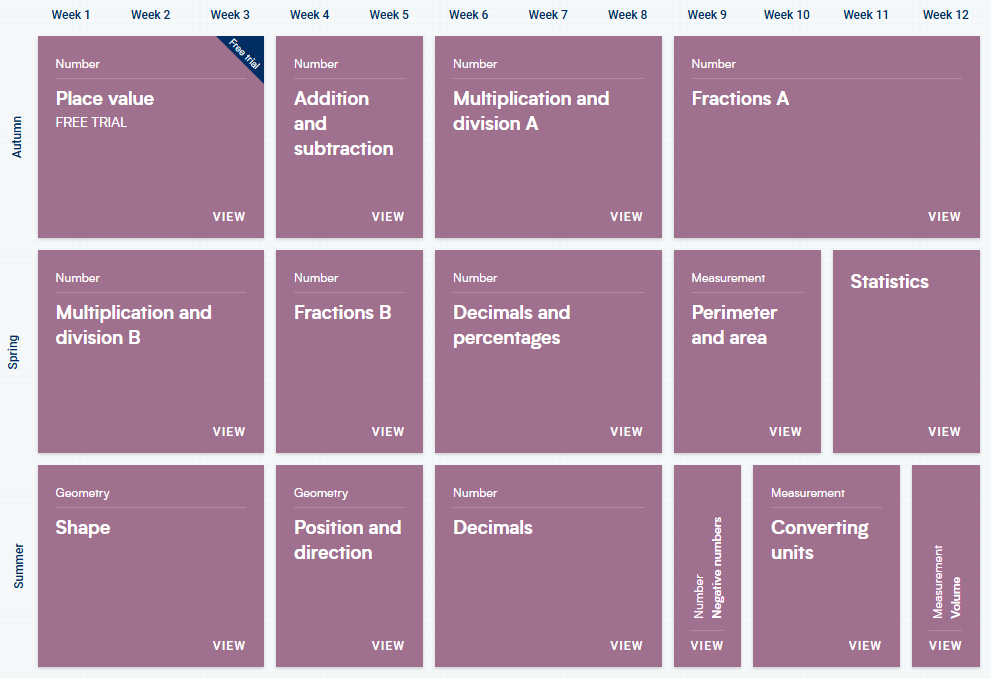 Week 1 Week 2 Week 3 Week 4 Week 5 Week 6 Week 7 Week 8 Week 9 Week 10 Week 11 Week 12
Autumn
Number
Free trial
Place value
FREE TRIAL
VIEW
Number
Addition
and
subtraction
VIEW
Number
Multiplication and
division A
VIEW
Number
Fractions A
VIEW
Spring
Number
Multiplication and
division B
VIEW
Number
Fractions B
VIEW
Number
Decimals and
percentages
VIEW
Measurement
Perimeter
and area
VIEW
Statistics
VIEW
Summer
Geometry
Shape
VIEW
Geometry
Position and
direction
VIEW
Number
Decimals
VIEW
Number
Negative numbers
VIEW
Measurement
Converting
units
VIEW
Measurement
Volume
VIEW